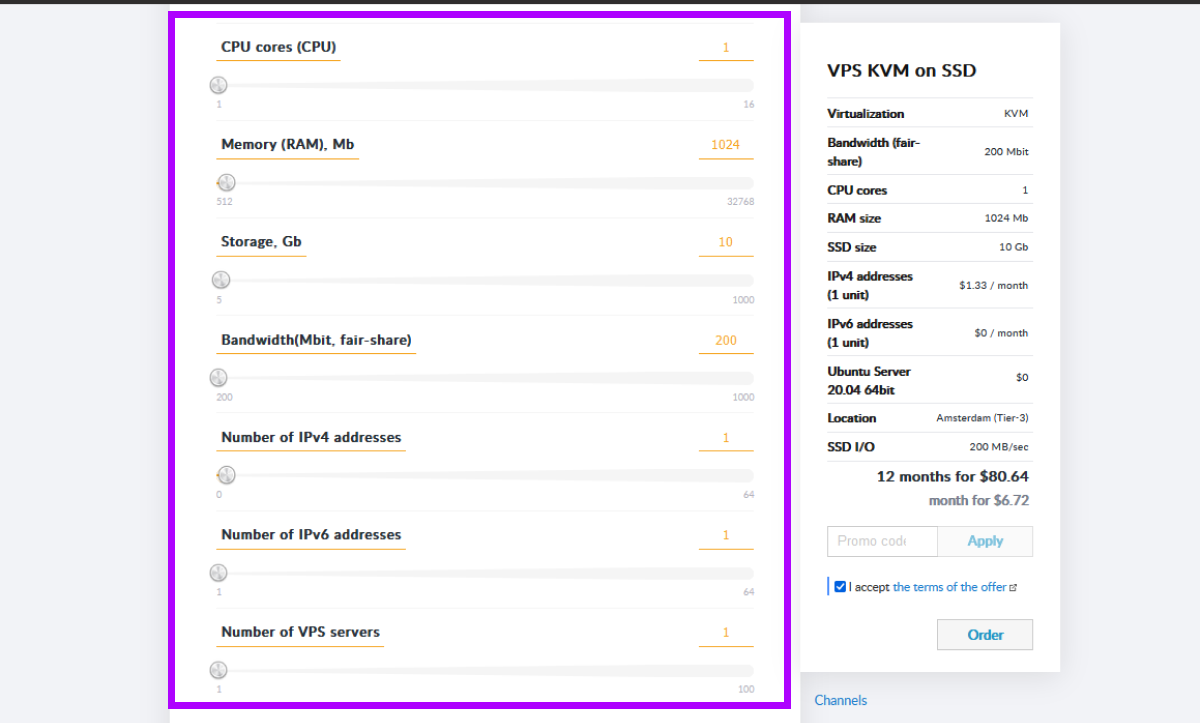 CPU cores (CPU) 1
1 16
Memory (RAM), Mb 1024
512 32768
Storage, Gb 10
5 1000
Bandwidth(Mbit, fair-share) 200
200 1000
Number of IPv4 addresses 1
0 64
Number of IPv6 addresses 1
1 64
Number of VPS servers 1
1 100
VPS KVM on SSD
Virtualization KVM
Bandwidth (fair-
share) 200 Mbit
CPU cores 1
RAM size 1024 Mb
SSD size 10 Gb
IPv4 addresses
(1 unit) $1.33 / month
IPv6 addresses
(1 unit) $0 / month
Ubuntu Server
20.04 64bit $0
Location Amsterdam (Tier-3)
SSD I/O 200 MB/sec
12 months for $80.64
month for $6.72
Promo code Apply
I accept the terms of the offer
Order
Channels